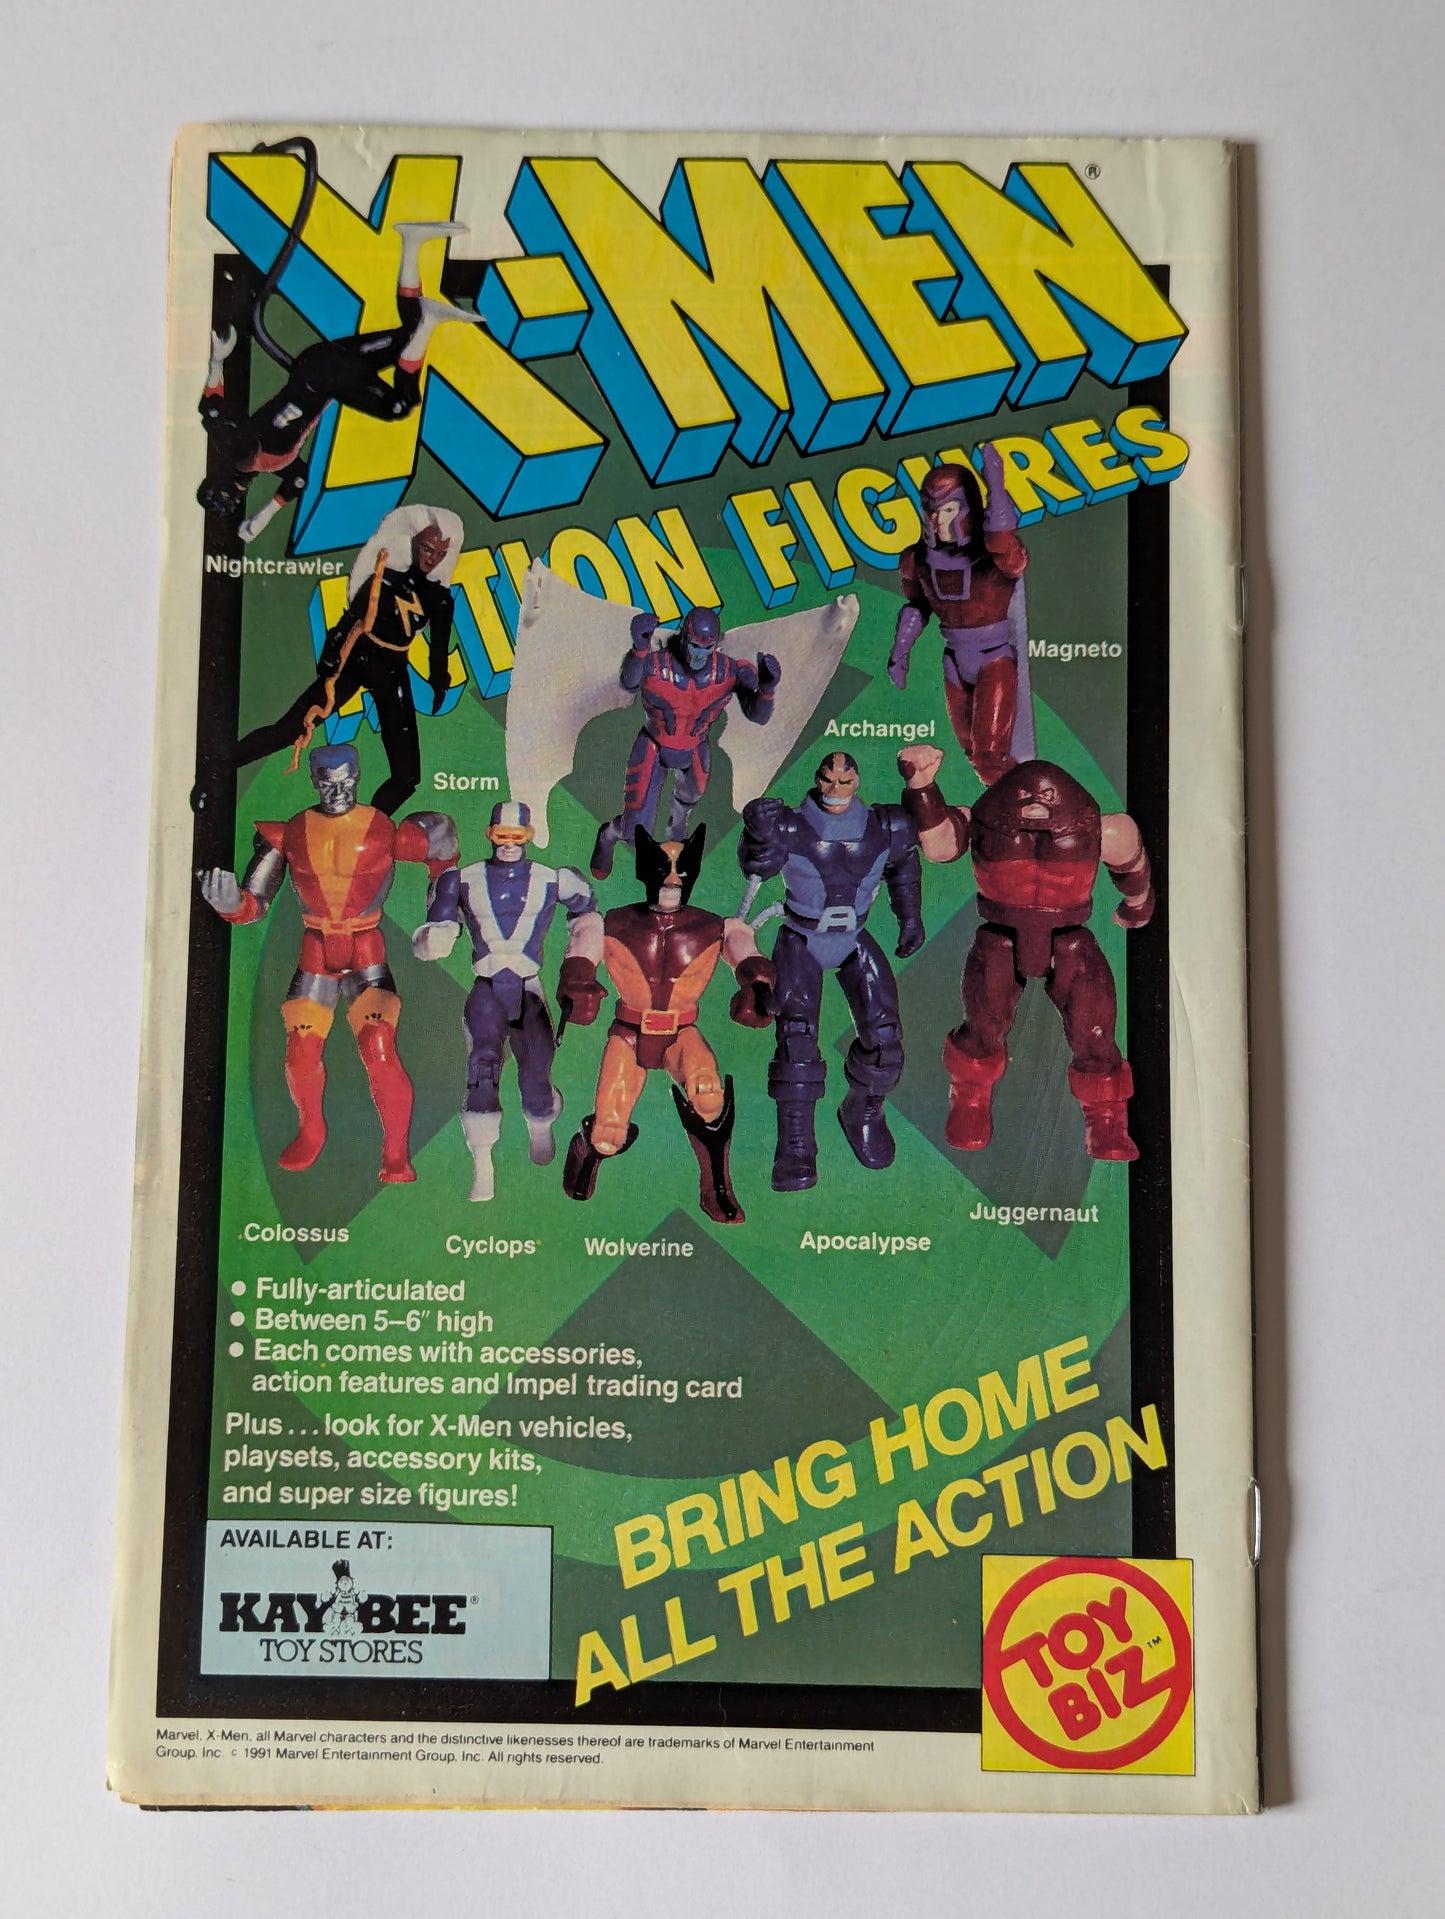 X-MEN®
ACTION FIGURES
Nightcrawler
Magneto
Archangel
Storm
Juggernaut
Colossus
Cyclops
Wolverine
Apocalypse
● Fully-articulated
● Between 5–6″ high
● Each comes with accessories,
action features and Impel trading card
Plus...look for X-Men vehicles,
playsets, accessory kits,
and super size figures!
BRING HOME
ALL THE ACTION
AVAILABLE AT:
KAY BEE®
TOY STORES
TOY
BIZ™
Marvel, X-Men, all Marvel characters and the distinctive likenesses thereof are trademarks of Marvel Entertainment
Group, Inc. © 1991 Marvel Entertainment Group, Inc. All rights reserved.